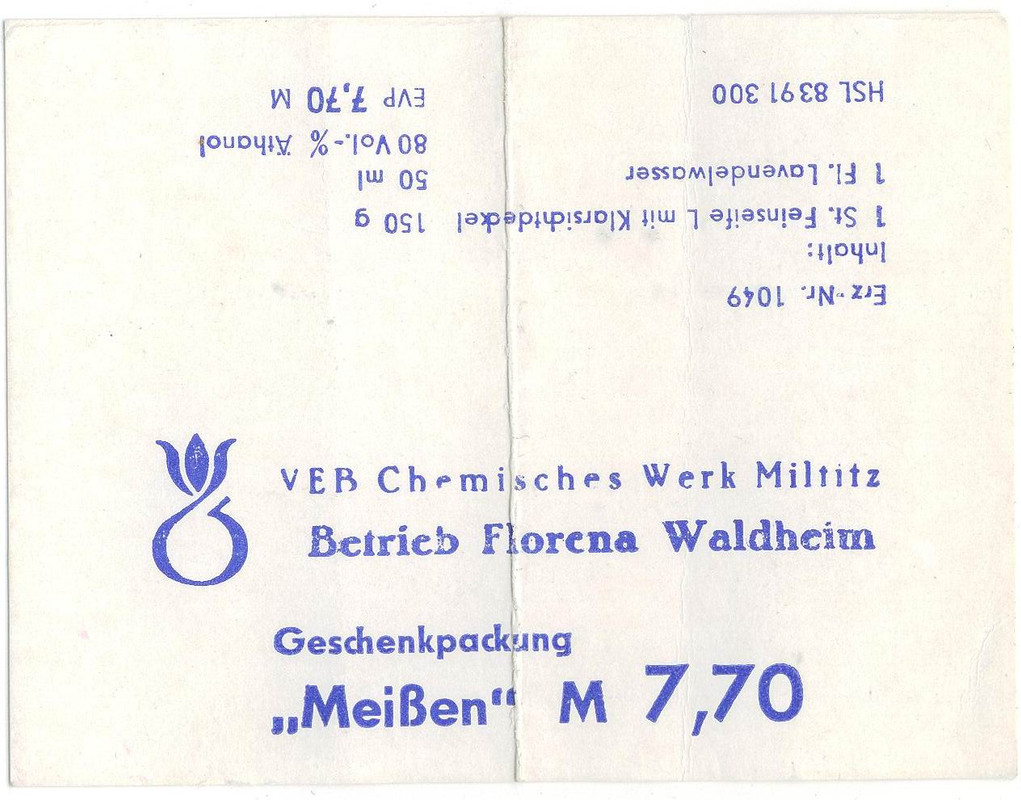 VEB Chemisches Werk Miltitz
Betrieb Florena Waldheim
Geschenkpackung
„Meißen“ M 7,70
Erz-Nr. 1049
Inhalt:
1 St. Feinseife L mit Klarsichtdeckel 150 g
1 Fl. Lavendelwasser 50 ml
80 Vol.-% Äthanol
HSL 8391 300 EVP 7,70 M